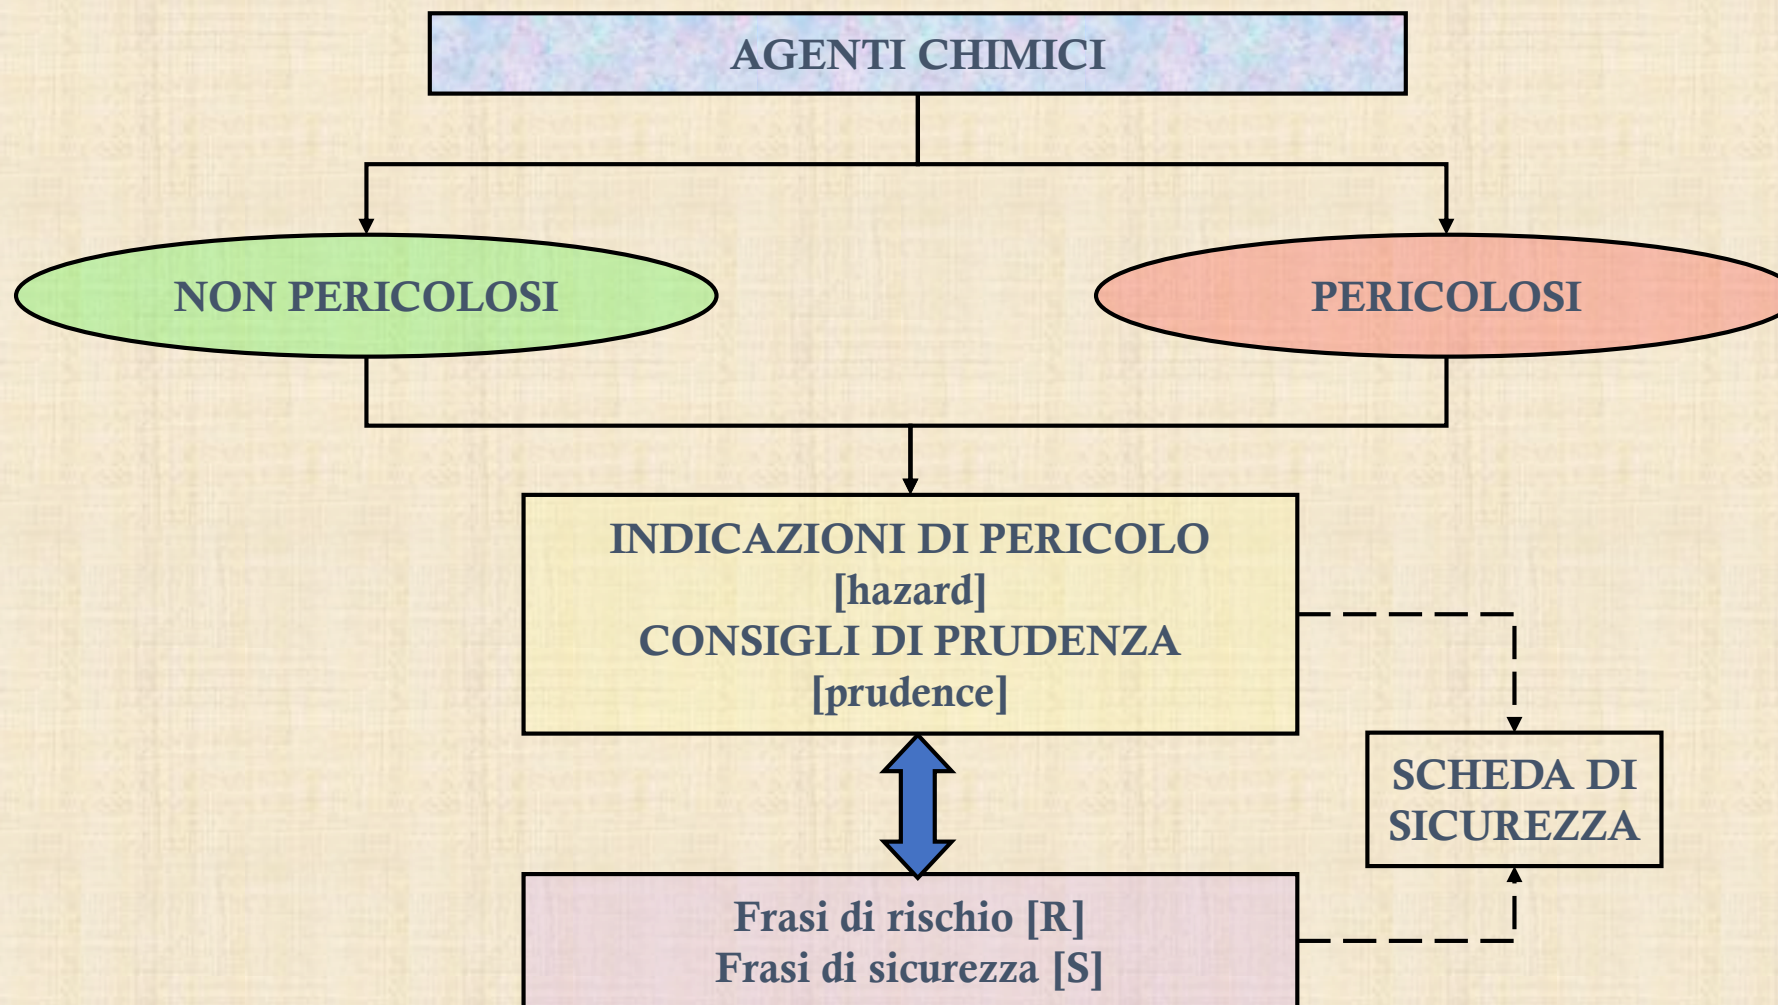 AGENTI CHIMICI
NON PERICOLOSI
PERICOLOSI
INDICAZIONI DI PERICOLO
[hazard]
CONSIGLI DI PRUDENZA
[prudence]
SCHEDA DI
SICUREZZA
Frasi di rischio [R]
Frasi di sicurezza [S]